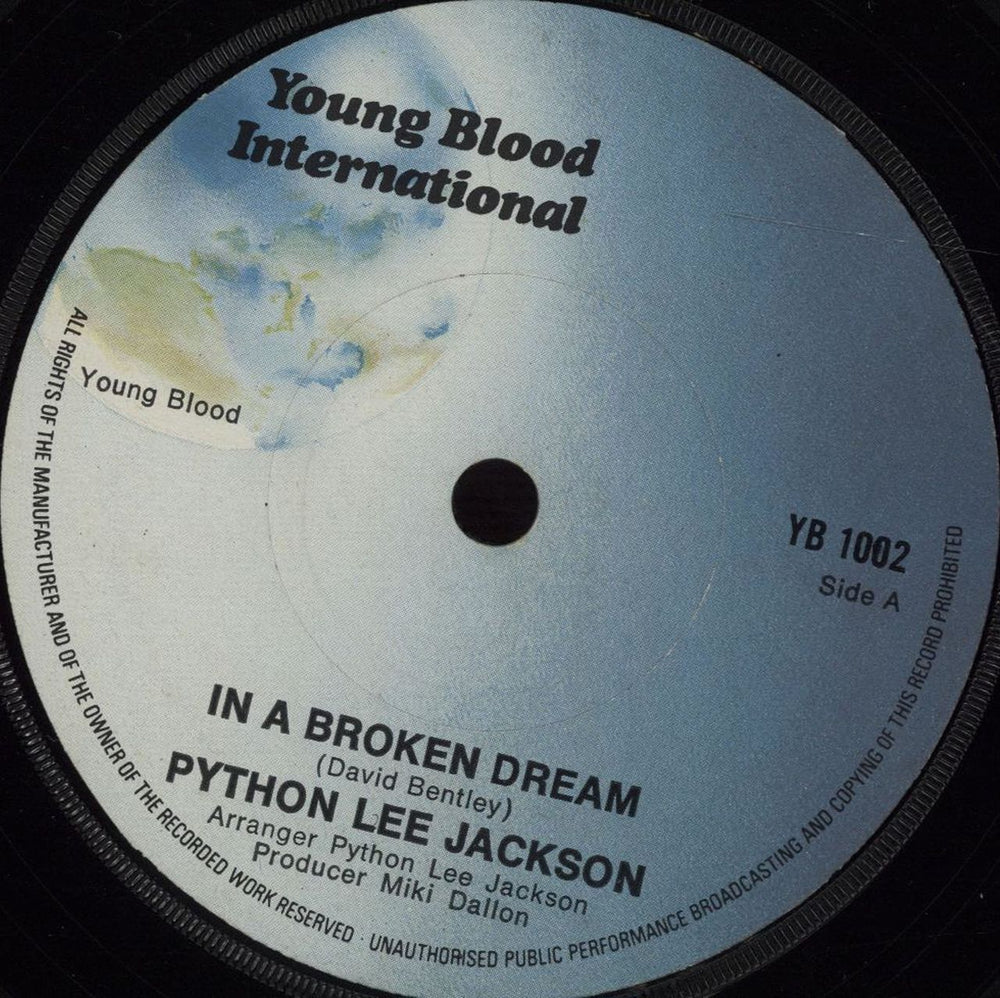 Young Blood
International
Young Blood
YB 1002
Side A
IN A BROKEN DREAM
(David Bentley)
PYTHON LEE JACKSON
Arranger Python Lee Jackson
Producer Miki Dallon
ALL RIGHTS OF THE MANUFACTURER AND OF THE OWNER OF THE RECORDED WORK RESERVED · UNAUTHORISED PUBLIC PERFORMANCE BROADCASTING AND COPYING OF THIS RECORD PROHIBITED